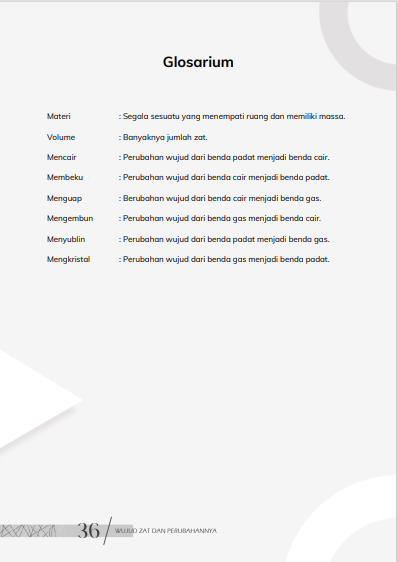 Glosarium
Materi : Segala sesuatu yang menempati ruang dan memiliki massa.
Volume : Banyaknya jumlah zat.
Mencair : Perubahan wujud dari benda padat menjadi benda cair.
Membeku : Perubahan wujud dari benda cair menjadi benda padat.
Menguap : Berubahan wujud dari benda cair menjadi benda gas.
Mengembun : Perubahan wujud dari benda gas menjadi benda cair.
Menyublin : Perubahan wujud dari benda padat menjadi benda gas.
Mengkristal : Perubahan wujud dari benda gas menjadi benda padat.
36 WUJUD ZAT DAN PERUBAHANNYA